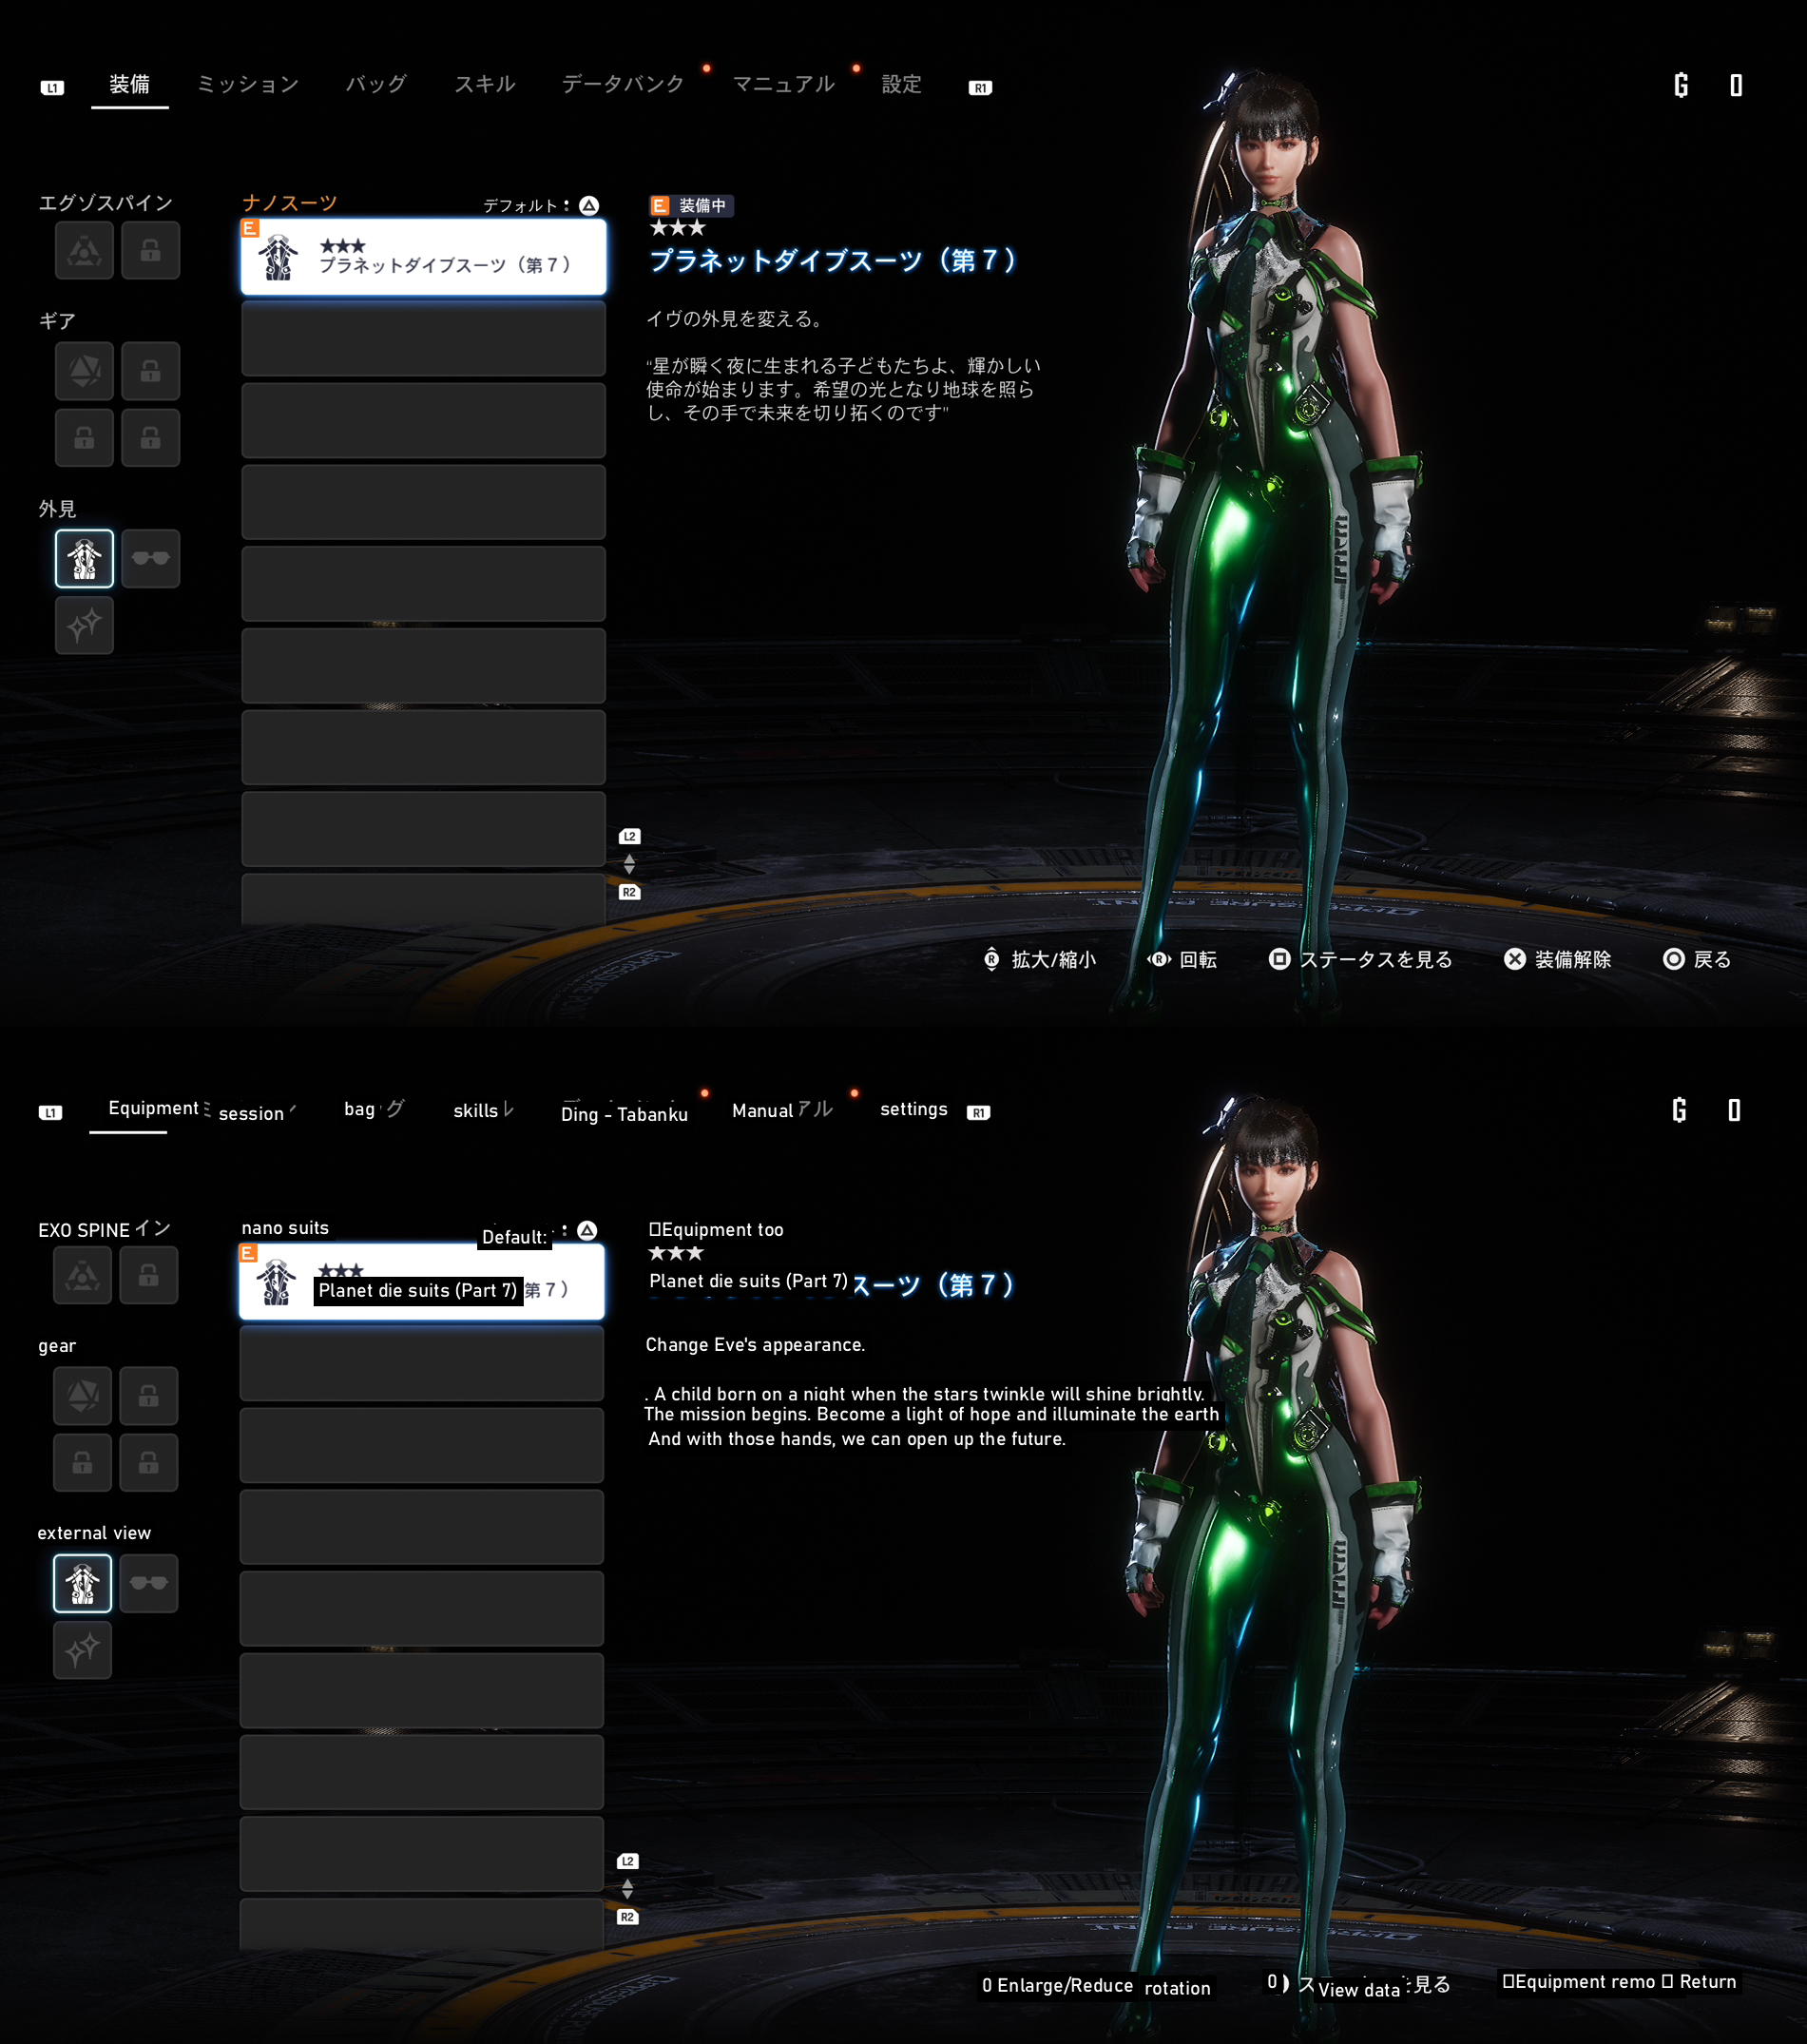 L1 装備 ミッション バッグ スキル データバンク マニュアル 設定 R1
G 0
エグゾスパイン
ナノスーツ
デフォルト: △
E
★★★
プラネットダイブスーツ（第７）
E 装備中
★★★
プラネットダイブスーツ（第７）
イヴの外見を変える。
“星が瞬く夜に生まれる子どもたちよ、輝かしい
使命が始まります。希望の光となり地球を照ら
し、その手で未来を切り拓くのです”
ギア
外見
L2
R2
R 拡大/縮小 R 回転 ステータスを見る 装備解除 戻る
L1 Equipment session bag グ skills Ding - Tabanku Manual アル settings R1
G 0
EXO SPINE イン
nano suits
Default: : △
E
★★★
Planet die suits (Part 7) 第７）
□Equipment too
★★★
Planet die suits (Part 7) スーツ（第７）
Change Eve's appearance.
. A child born on a night when the stars twinkle will shine brightly.
The mission begins. Become a light of hope and illuminate the earth
And with those hands, we can open up the future.
gear
external view
L2
R2
0 Enlarge/Reduce rotation 0 ) ス View data を見る □Equipment remo □ Return